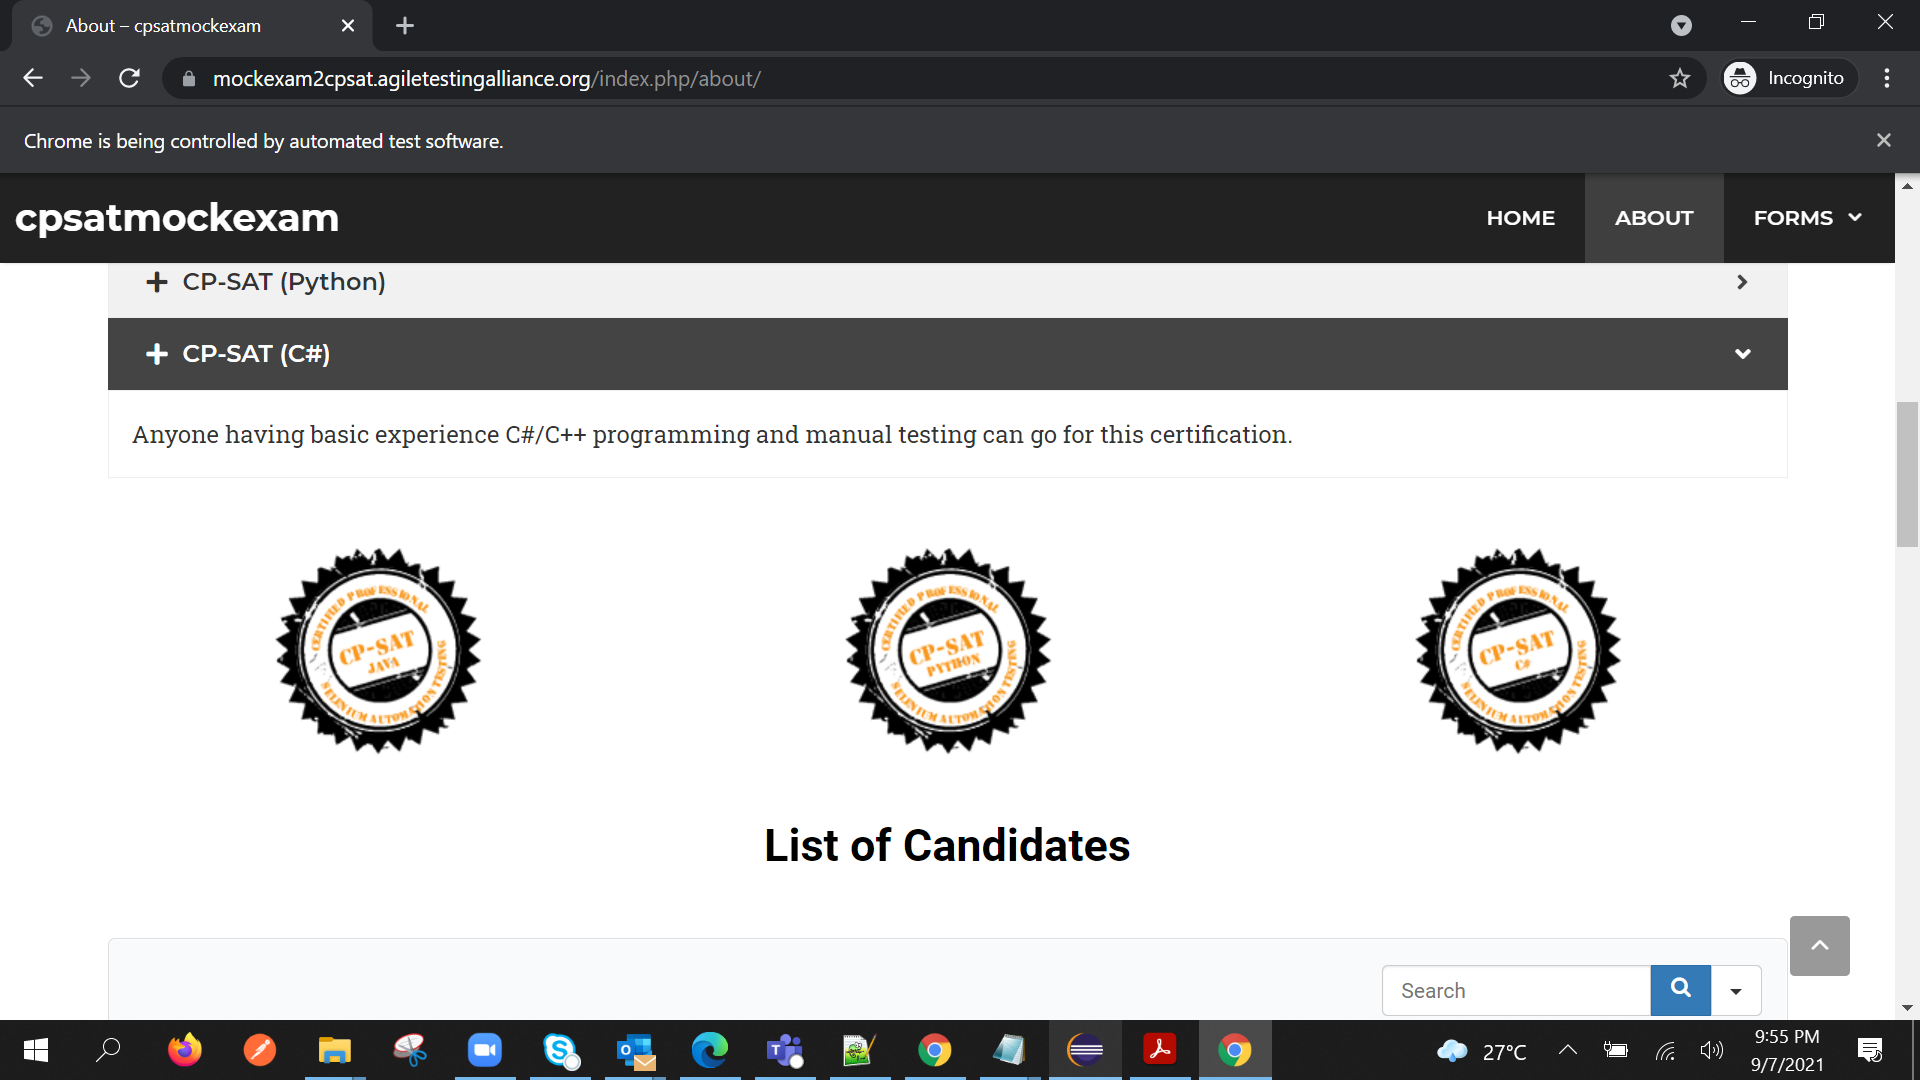 About – cpsatmockexam
mockexam2cpsat.agiletestingalliance.org/index.php/about/
Incognito
Chrome is being controlled by automated test software.
cpsatmockexam
HOME
ABOUT
FORMS
CP-SAT (Python)
CP-SAT (C#)
Anyone having basic experience C#/C++ programming and manual testing can go for this certification.
CERTIFIED PROFESSIONAL
CP-SAT
JAVA
SELENIUM AUTOMATION TESTING
CERTIFIED PROFESSIONAL
CP-SAT
PYTHON
SELENIUM AUTOMATION TESTING
CERTIFIED PROFESSIONAL
CP-SAT
C#
SELENIUM AUTOMATION TESTING
List of Candidates
Search
27°C
9:55 PM
9/7/2021